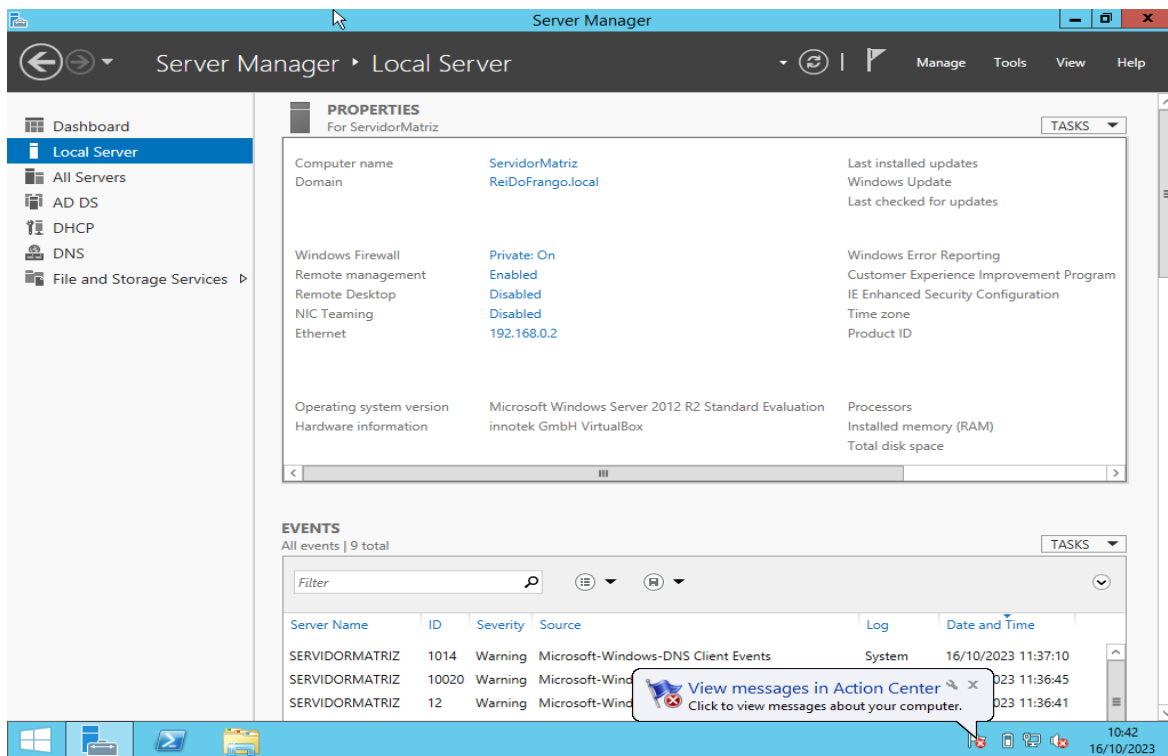 Server Manager
Server Manager ‣ Local Server
Manage Tools View Help
Dashboard
Local Server
All Servers
AD DS
DHCP
DNS
File and Storage Services
PROPERTIES
For ServidorMatriz
TASKS
Computer name ServidorMatriz Last installed updates
Domain ReiDoFrango.local Windows Update
Last checked for updates
Windows Firewall Private: On Windows Error Reporting
Remote management Enabled Customer Experience Improvement Program
Remote Desktop Disabled IE Enhanced Security Configuration
NIC Teaming Disabled Time zone
Ethernet 192.168.0.2 Product ID
Operating system version Microsoft Windows Server 2012 R2 Standard Evaluation Processors
Hardware information innotek GmbH VirtualBox Installed memory (RAM)
Total disk space
EVENTS
All events | 9 total
TASKS
Filter
Server Name ID Severity Source Log Date and Time
SERVIDORMATRIZ 1014 Warning Microsoft-Windows-DNS Client Events System 16/10/2023 11:37:10
SERVIDORMATRIZ 10020 Warning Microsoft-Wind 023 11:36:45
SERVIDORMATRIZ 12 Warning Microsoft-Wind 023 11:36:41
View messages in Action Center
Click to view messages about your computer.
10:42
16/10/2023